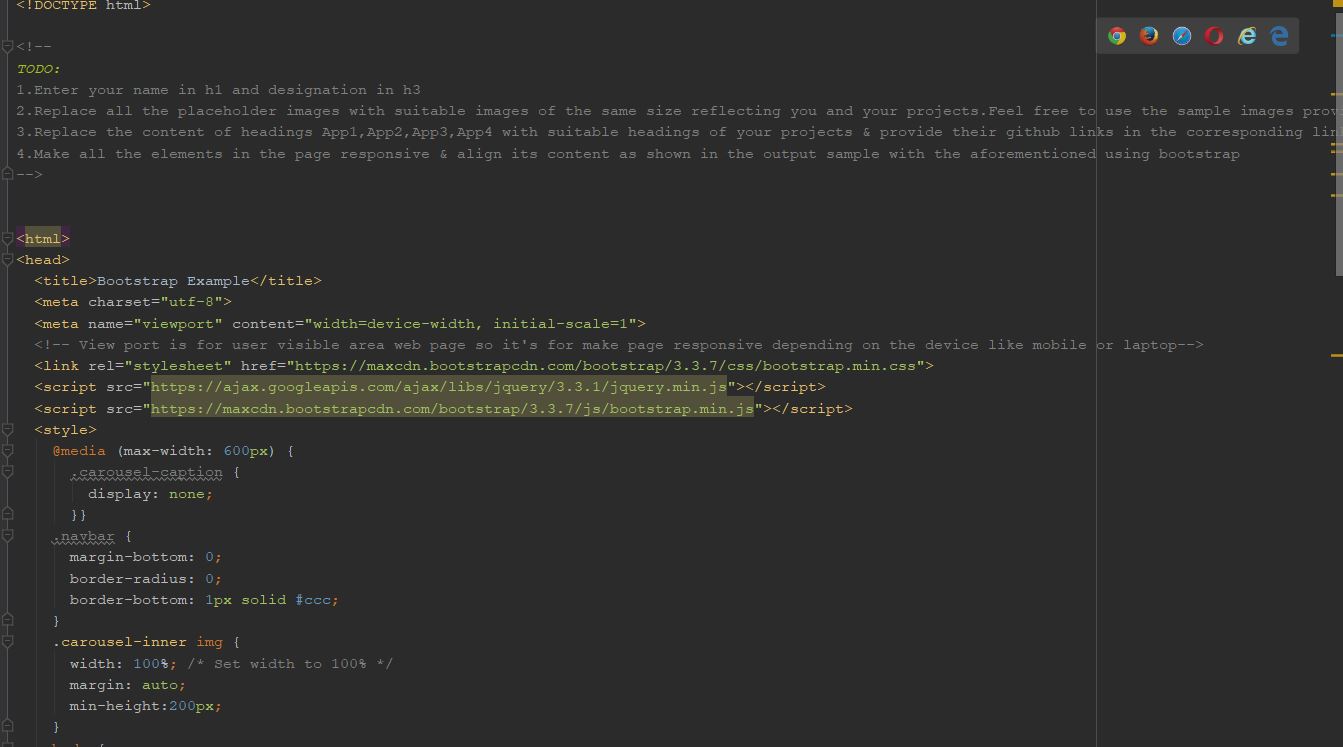 <!DOCTYPE html>
<!--
TODO:
1.Enter your name in h1 and designation in h3
2.Replace all the placeholder images with suitable images of the same size reflecting you and your projects.Feel free to use the sample images
3.Replace the content of headings App1,App2,App3,App4 with suitable headings of your projects & provide their github links in the corresponding
4.Make all the elements in the page responsive & align its content as shown in the output sample with the aforementioned using bootstrap
-->
<html>
<head>
<title>Bootstrap Example</title>
<meta charset="utf-8">
<meta name="viewport" content="width=device-width, initial-scale=1">
<!-- View port is for user visible area web page so it's for make page responsive depending on the device like mobile or laptop-->
<link rel="stylesheet" href="https://maxcdn.bootstrapcdn.com/bootstrap/3.3.7/css/bootstrap.min.css">
<script src="https://ajax.googleapis.com/ajax/libs/jquery/3.3.1/jquery.min.js"></script>
<script src="https://maxcdn.bootstrapcdn.com/bootstrap/3.3.7/js/bootstrap.min.js"></script>
<style>
@media (max-width: 600px) {
.carousel-caption {
display: none;
}}
.navbar {
margin-bottom: 0;
border-radius: 0;
border-bottom: 1px solid #ccc;
}
.carousel-inner img {
width: 100%; /* Set width to 100% */
margin: auto;
min-height:200px;
}